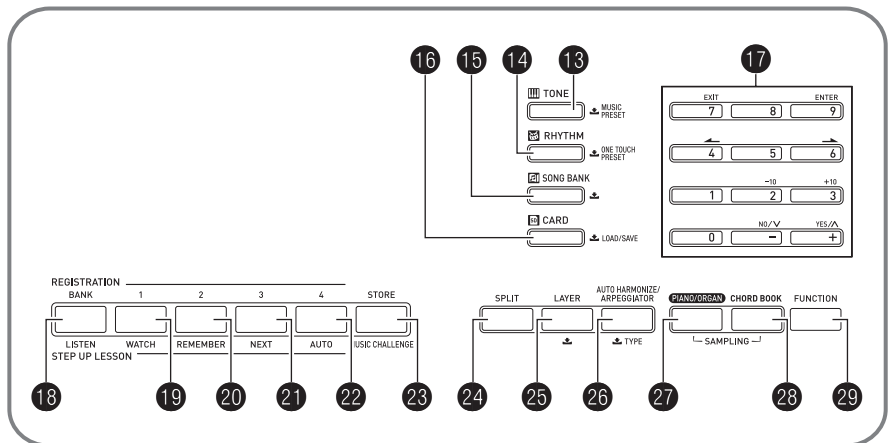 16 15 14 13 17
TONE
MUSIC
PRESET
RHYTHM
ONE TOUCH
PRESET
SONG BANK
SD CARD
LOAD/SAVE
EXIT ENTER
7 8 9
4 5 6
-10 +10
1 2 3
NO/∨ YES/∧
0 - +
REGISTRATION
BANK 1 2 3 4 STORE
LISTEN WATCH REMEMBER NEXT AUTO USIC CHALLENGE
STEP UP LESSON
SPLIT LAYER AUTO HARMONIZE/
ARPEGGIATOR
TYPE
PIANO/ORGAN CHORD BOOK FUNCTION
SAMPLING
18 19 20 21 22 23 24 25 26 27 28 29